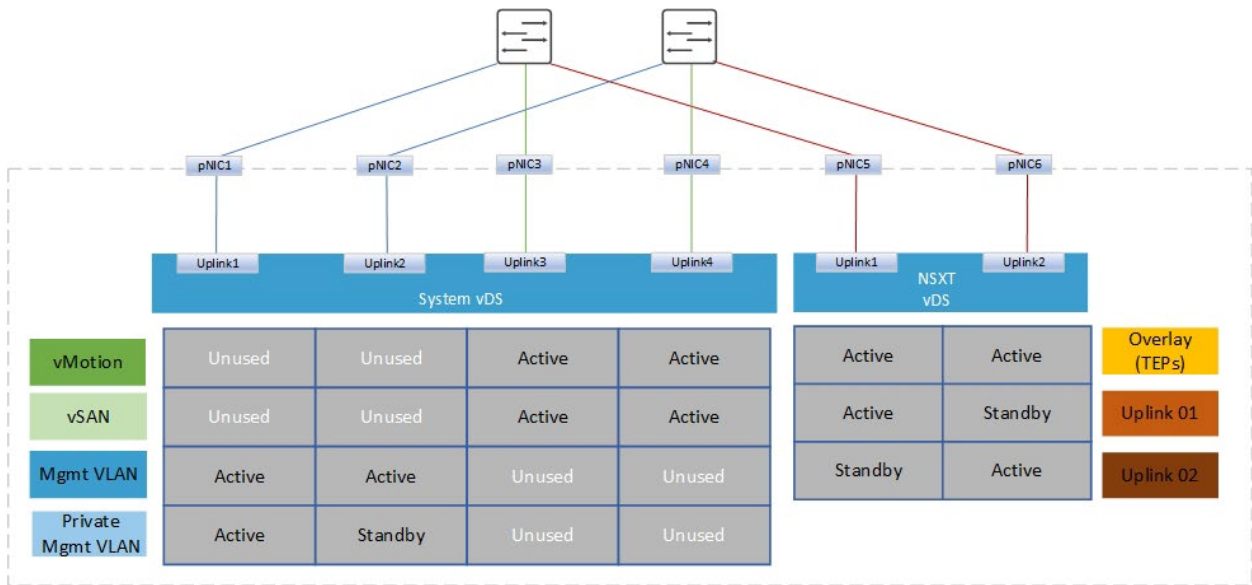 pNIC1
pNIC2
pNIC3
pNIC4
pNIC5
pNIC6
Uplink1
Uplink2
Uplink3
Uplink4
Uplink1
Uplink2
System vDS
NSXT
vDS
vMotion
Unused
Unused
Active
Active
Active
Active
Overlay
(TEPs)
vSAN
Unused
Unused
Active
Active
Active
Standby
Uplink 01
Mgmt VLAN
Active
Active
Unused
Unused
Standby
Active
Uplink 02
Private
Mgmt VLAN
Active
Standby
Unused
Unused